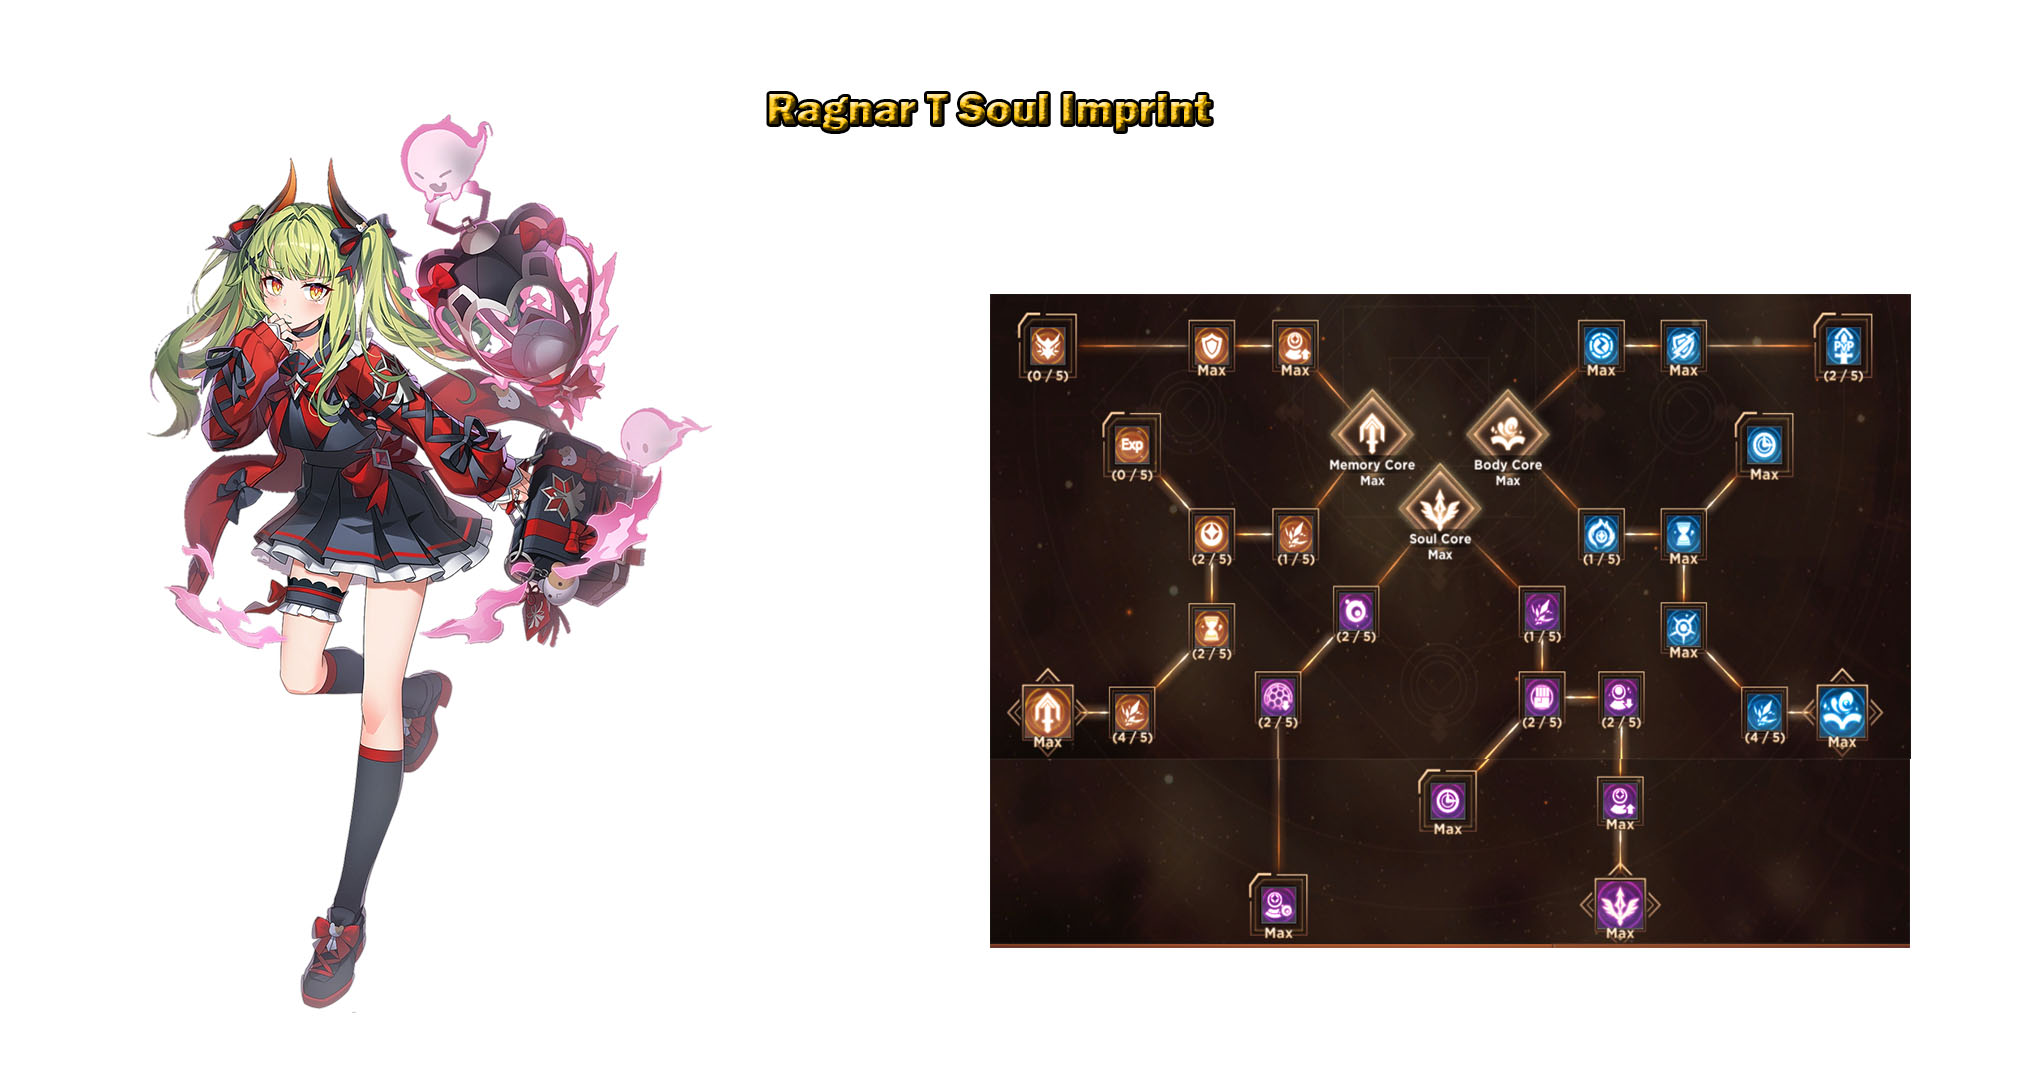 Ragnar T Soul Imprint
(0 / 5)
Max
Max
Max
Max
PvP
(2 / 5)
Exp
(0 / 5)
Memory Core
Max
Body Core
Max
Max
Soul Core
Max
(2 / 5)
(1 / 5)
(1 / 5)
Max
(2 / 5)
(2 / 5)
(1 / 5)
Max
Max
(4 / 5)
(2 / 5)
(2 / 5)
(2 / 5)
(4 / 5)
Max
Max
Max
Max
Max